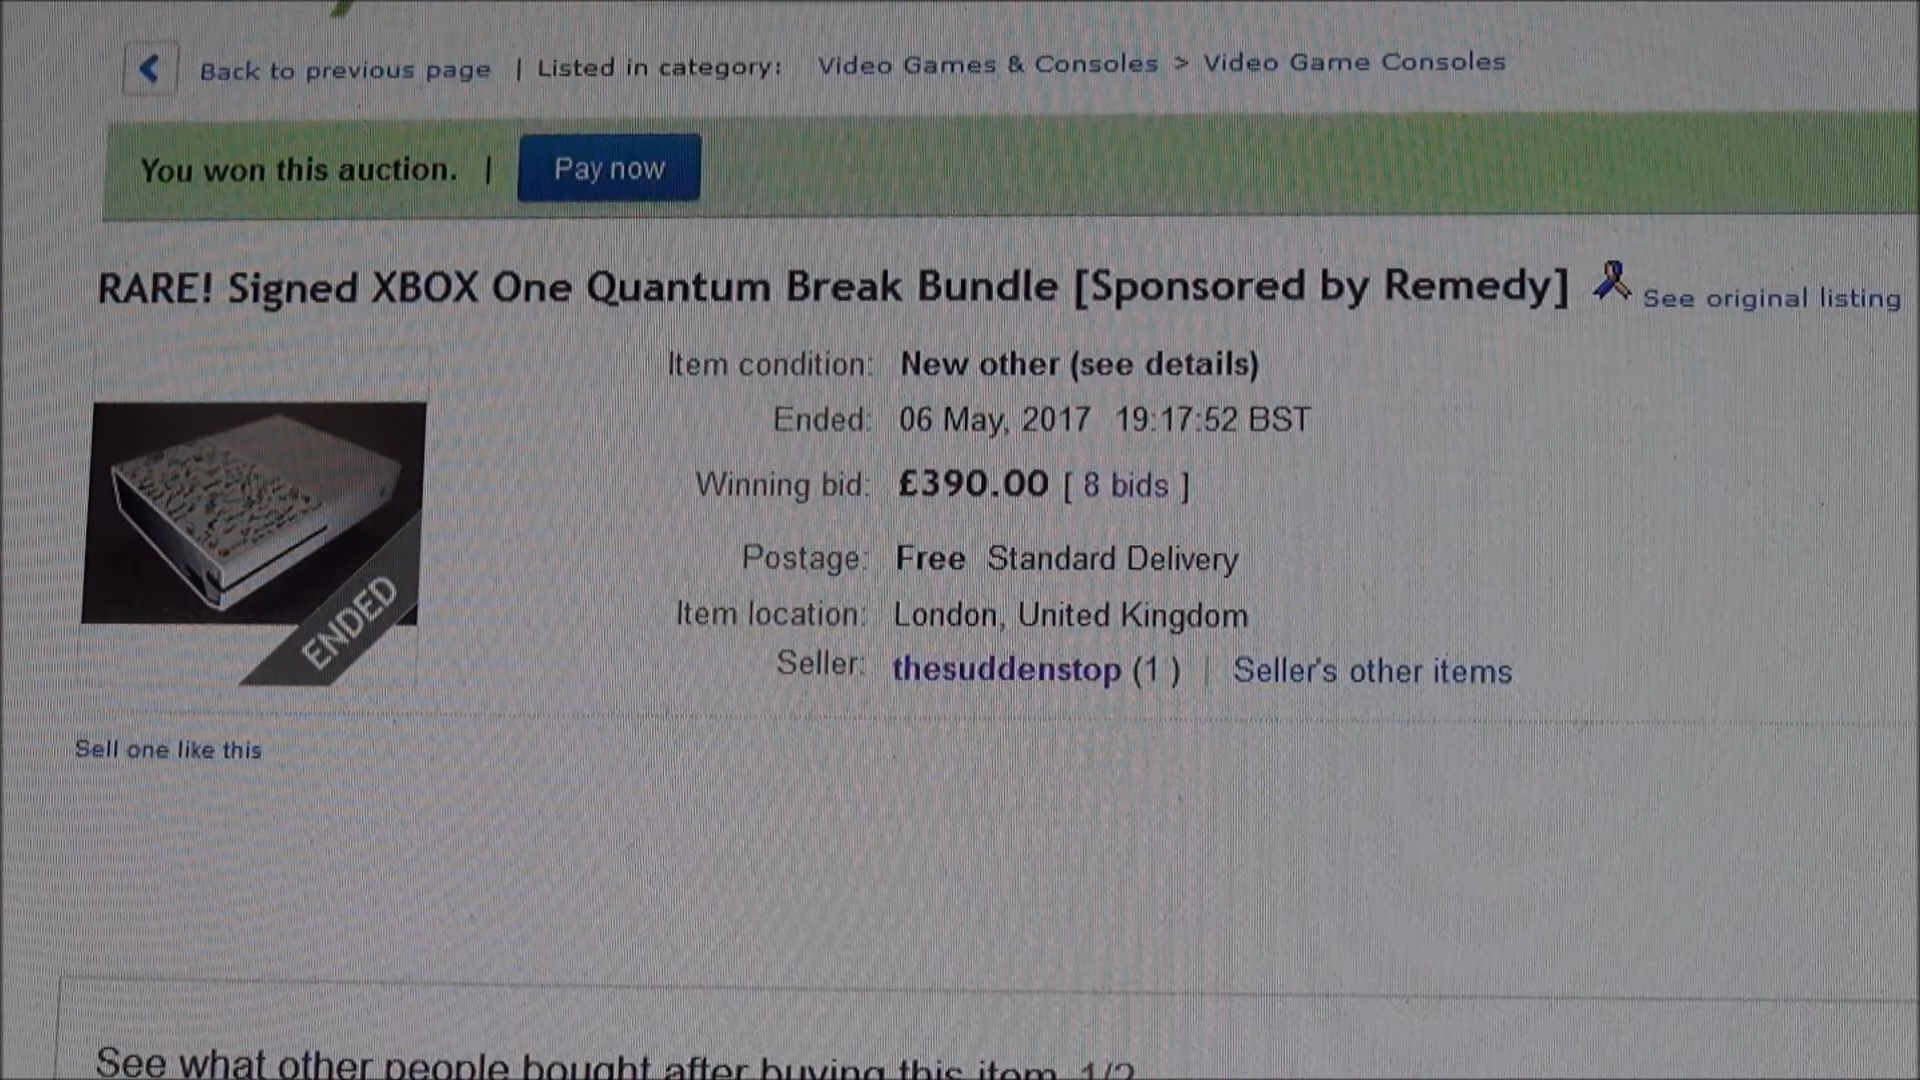 Back to previous page | Listed in category: Video Games & Consoles > Video Game Consoles
You won this auction. | Pay now
RARE! Signed XBOX One Quantum Break Bundle [Sponsored by Remedy] See original listing
Item condition: New other (see details)
Ended: 06 May, 2017 19:17:52 BST
Winning bid: £390.00 [ 8 bids ]
Postage: Free Standard Delivery
Item location: London, United Kingdom
Seller: thesuddenstop (1 ) | Seller's other items
ENDED
Sell one like this
See what other people bought after buying this item 1/2